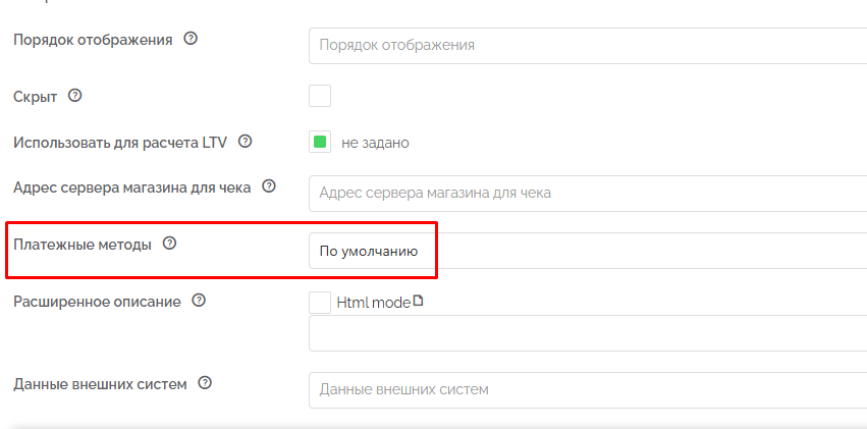 Порядок отображения
Порядок отображения
Скрыт
Использовать для расчета LTV
не задано
Адрес сервера магазина для чека
Адрес сервера магазина для чека
Платежные методы
По умолчанию
Расширенное описание
Html mode
Данные внешних систем
Данные внешних систем